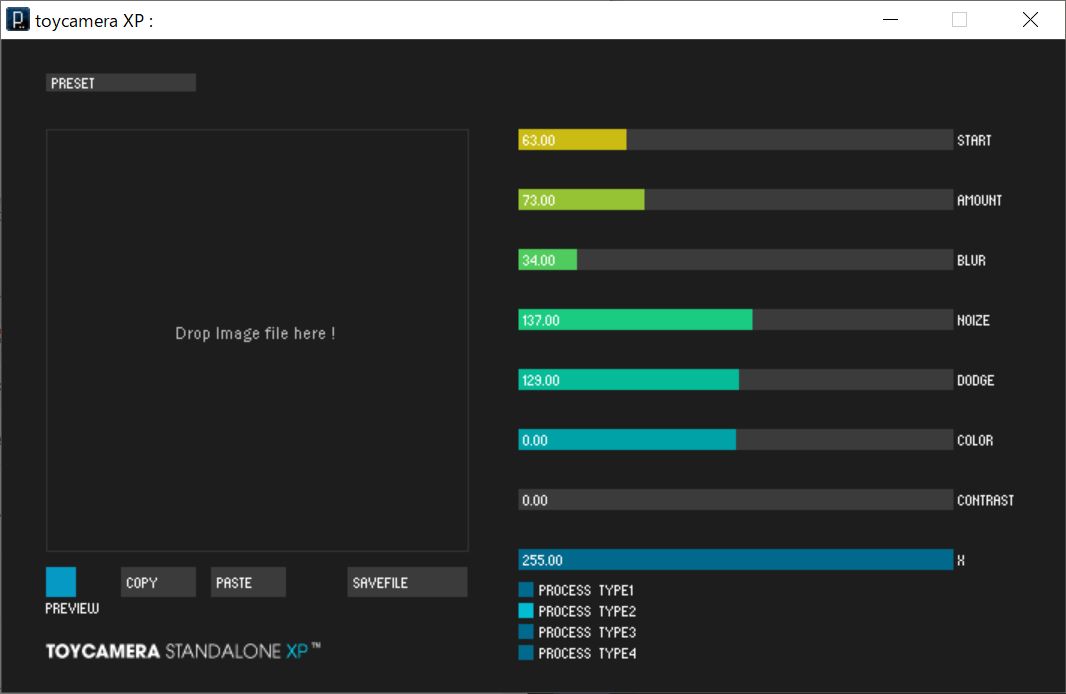 toycamera XP :
PRESET
Drop Image file here !
63.00 START
73.00 AMOUNT
34.00 BLUR
137.00 NOIZE
129.00 DODGE
0.00 COLOR
0.00 CONTRAST
255.00 X
PROCESS TYPE1
PROCESS TYPE2
PROCESS TYPE3
PROCESS TYPE4
COPY PASTE SAVEFILE
PREVIEW
TOYCAMERA STANDALONE XP™